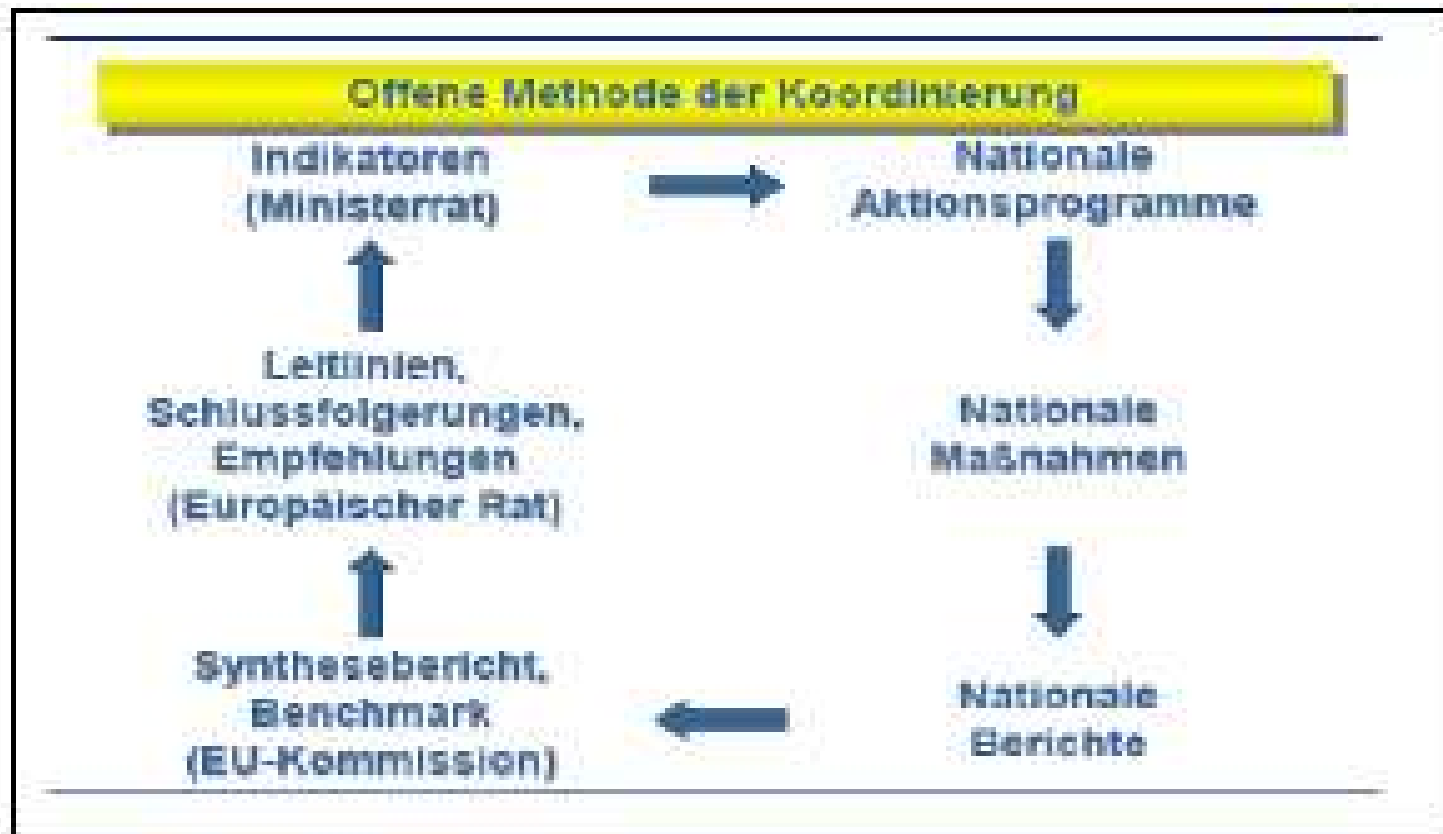 Offene Methode der Koordinierung
Indikatoren
(Ministerrat)
Nationale
Aktionsprogramme
Leitlinien,
Schlussfolgerungen,
Empfehlungen
(Europäischer Rat)
Nationale
Maßnahmen
Synthesebericht,
Benchmark
(EU-Kommission)
Nationale
Berichte